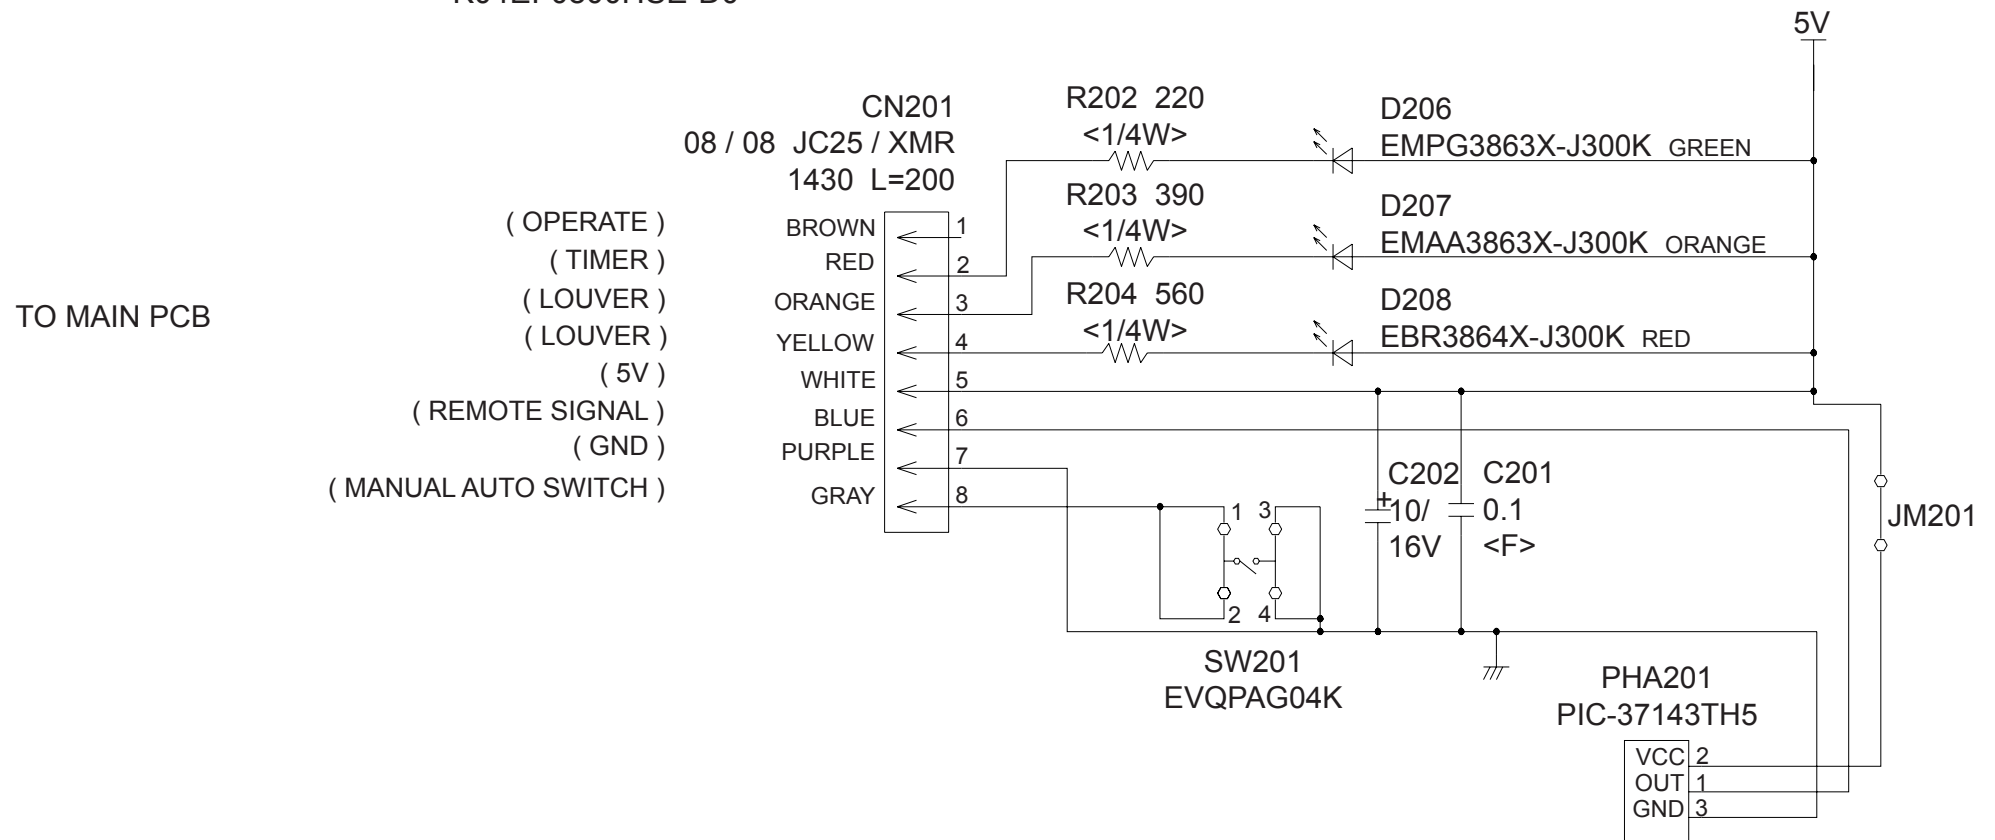 5V
CN201
08 / 08 JC25 / XMR
1430 L=200
R202 220
<1/4W>
D206
EMPG3863X-J300K GREEN
R203 390
<1/4W>
D207
EMAA3863X-J300K ORANGE
R204 560
<1/4W>
D208
EBR3864X-J300K RED
TO MAIN PCB
( OPERATE ) BROWN 1
( TIMER ) RED 2
( LOUVER ) ORANGE 3
( LOUVER ) YELLOW 4
( 5V ) WHITE 5
( REMOTE SIGNAL ) BLUE 6
( GND ) PURPLE 7
( MANUAL AUTO SWITCH ) GRAY 8
1 3
2 4
SW201
EVQPAG04K
C202
+
10/
16V
C201
0.1
<F>
JM201
PHA201
PIC-37143TH5
VCC 2
OUT 1
GND 3